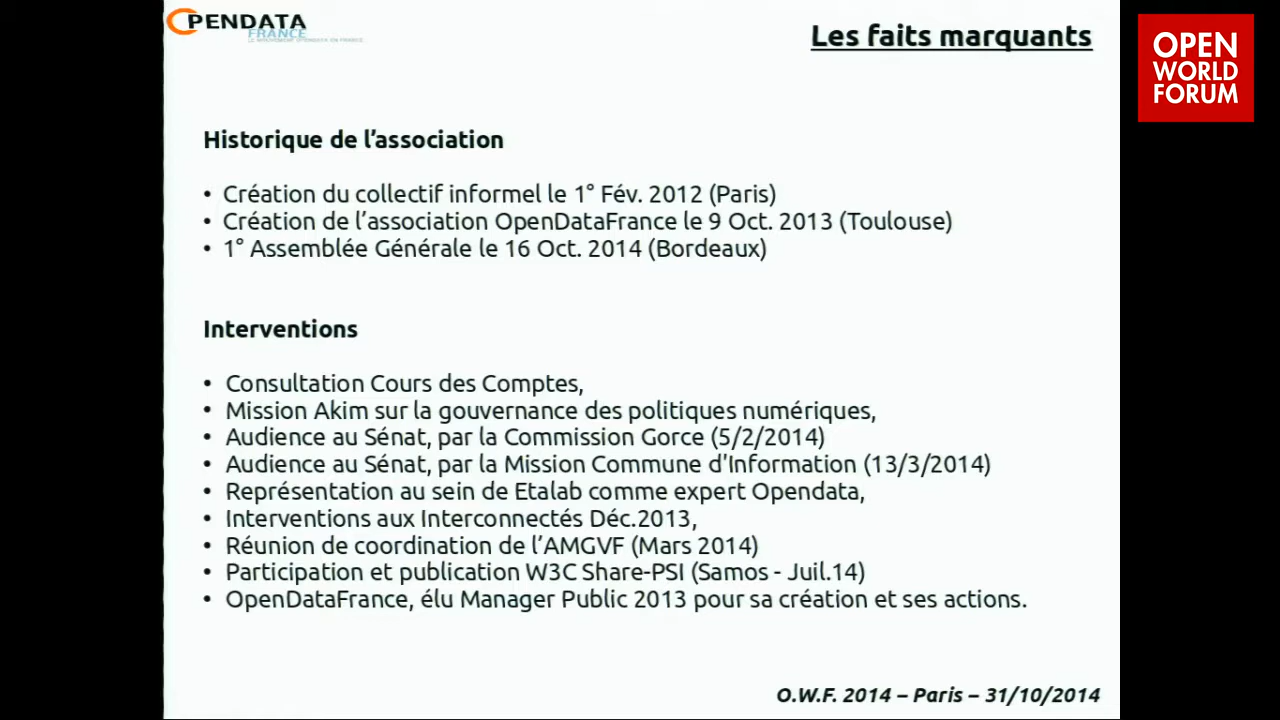 OPENDATA
FRANCE
LE MOUVEMENT OPENDATA EN FRANCE
Les faits marquants
OPEN
WORLD
FORUM
Historique de l’association
• Création du collectif informel le 1° Fév. 2012 (Paris)
• Création de l’association OpenDataFrance le 9 Oct. 2013 (Toulouse)
• 1° Assemblée Générale le 16 Oct. 2014 (Bordeaux)
Interventions
• Consultation Cours des Comptes,
• Mission Akim sur la gouvernance des politiques numériques,
• Audience au Sénat, par la Commission Gorce (5/2/2014)
• Audience au Sénat, par la Mission Commune d'Information (13/3/2014)
• Représentation au sein de Etalab comme expert Opendata,
• Interventions aux Interconnectés Déc.2013,
• Réunion de coordination de l’AMGVF (Mars 2014)
• Participation et publication W3C Share-PSI (Samos - Juil.14)
• OpenDataFrance, élu Manager Public 2013 pour sa création et ses actions.
O.W.F. 2014 – Paris – 31/10/2014